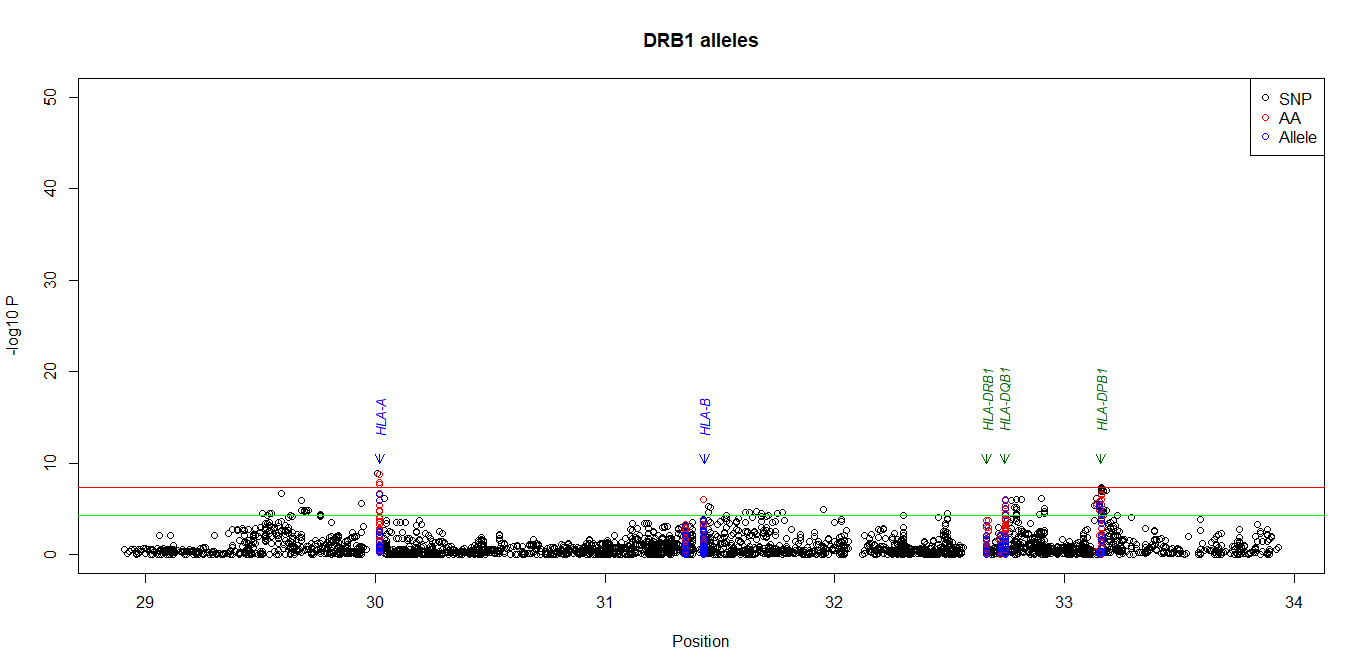 DRB1 alleles
SNP
AA
Allele
-log10 P
50
40
30
20
10
0
HLA-A
HLA-B
HLA-DRB1
HLA-DQB1
HLA-DPB1
29
30
31
32
33
34
Position